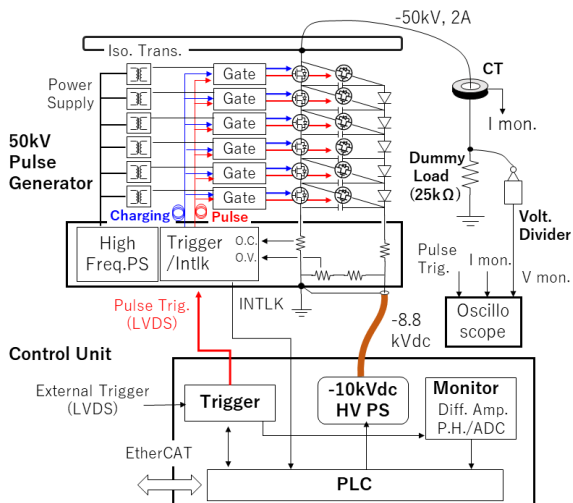 -50kV, 2A
Iso. Trans.
Power
Supply
Gate
Gate
Gate
Gate
Gate
Gate
CT
I mon.
50kV
Pulse
Generator
Dummy
Load
(25kΩ)
Volt.
Divider
Charging
Pulse
High
Freq.PS
Trigger
/Intlk
O.C.
O.V.
Pulse
Trig.
I mon.
V mon.
Oscillo
scope
Pulse Trig.
(LVDS)
INTLK
-8.8
kVdc
Control Unit
External Trigger
(LVDS)
Trigger
-10kVdc
HV PS
Monitor
Diff. Amp.
P.H./ADC
EtherCAT
PLC